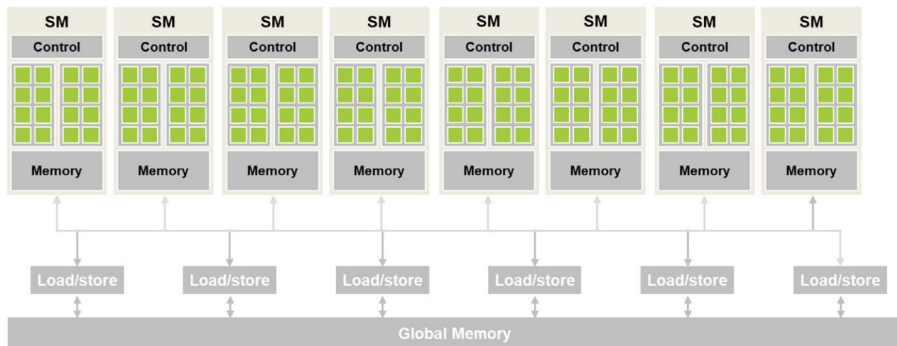 SM SM SM SM SM SM SM SM
Control Control Control Control Control Control Control Control
Memory Memory Memory Memory Memory Memory Memory Memory
Load/store Load/store Load/store Load/store Load/store Load/store
Global Memory